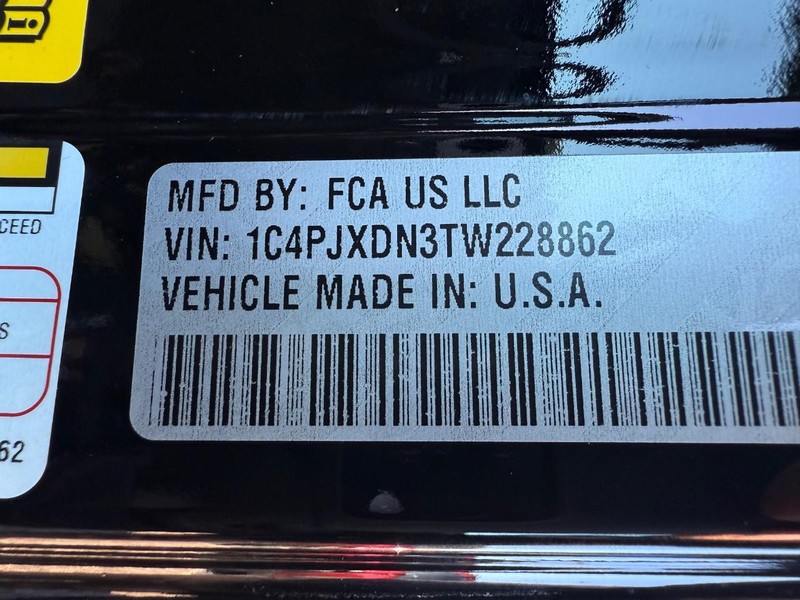 MFD BY: FCA US LLC
VIN: 1C4PJXDN3TW228862
VEHICLE MADE IN: U.S.A.
CEED
S
62